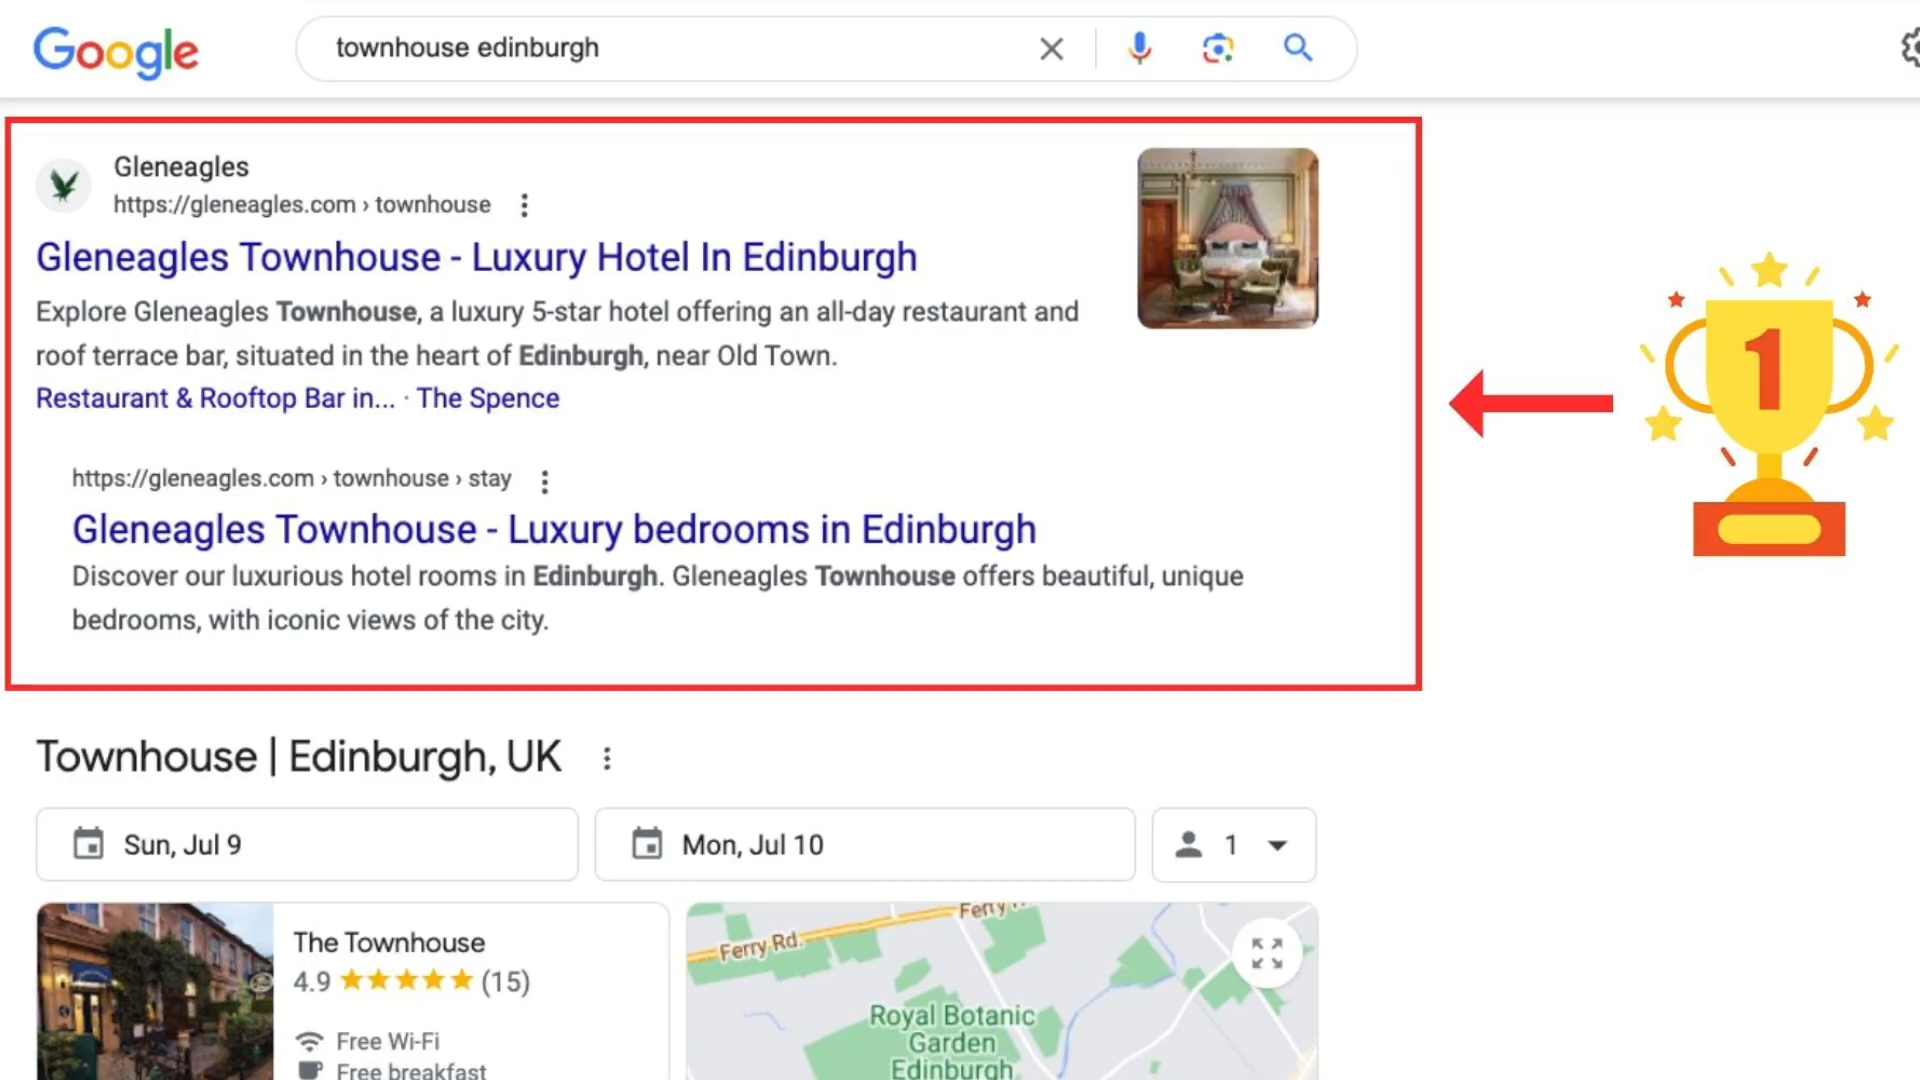 Google
townhouse edinburgh
Gleneagles
https://gleneagles.com › townhouse
Gleneagles Townhouse - Luxury Hotel In Edinburgh
Explore Gleneagles Townhouse, a luxury 5-star hotel offering an all-day restaurant and
roof terrace bar, situated in the heart of Edinburgh, near Old Town.
Restaurant & Rooftop Bar in... · The Spence
https://gleneagles.com › townhouse › stay
Gleneagles Townhouse - Luxury bedrooms in Edinburgh
Discover our luxurious hotel rooms in Edinburgh. Gleneagles Townhouse offers beautiful, unique
bedrooms, with iconic views of the city.
1
Townhouse | Edinburgh, UK
Sun, Jul 9
Mon, Jul 10
1
The Townhouse
4.9 (15)
Free Wi-Fi
Free breakfast
Ferry Rd.
Ferry
Royal Botanic
Garden
Edinburgh